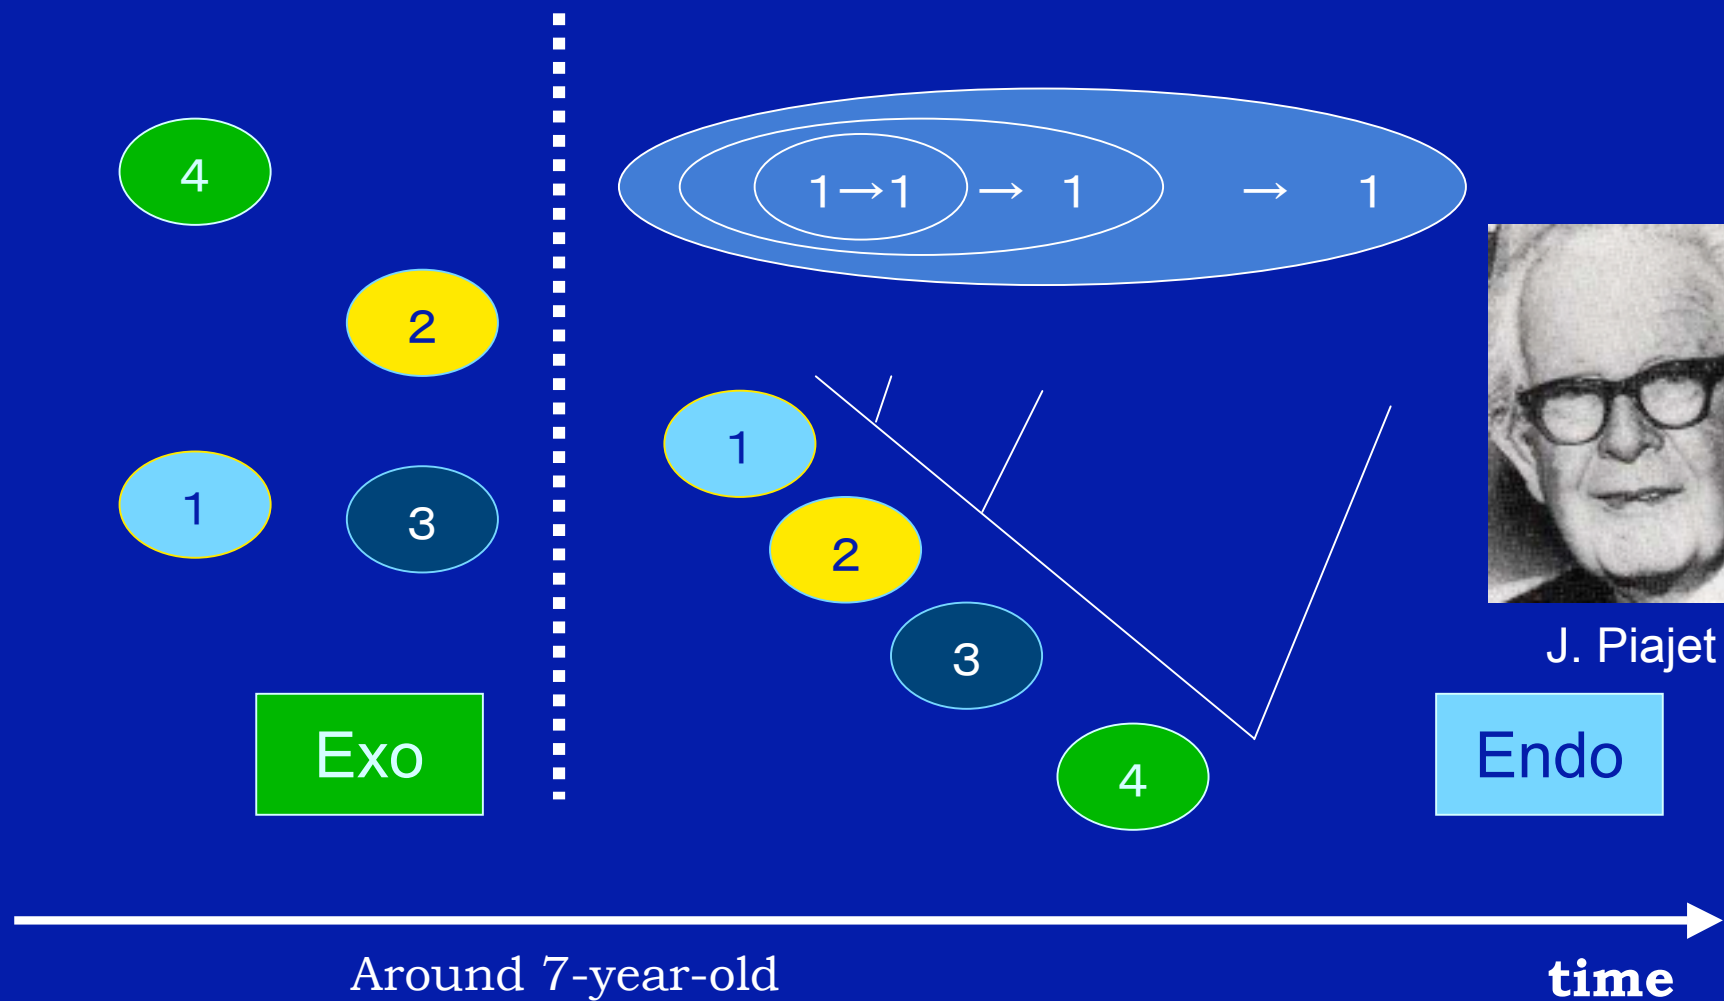 4
2
1
3
Exo
1→1 → 1 → 1
1
2
3
4
J. Piajet
Endo
Around 7-year-old
time